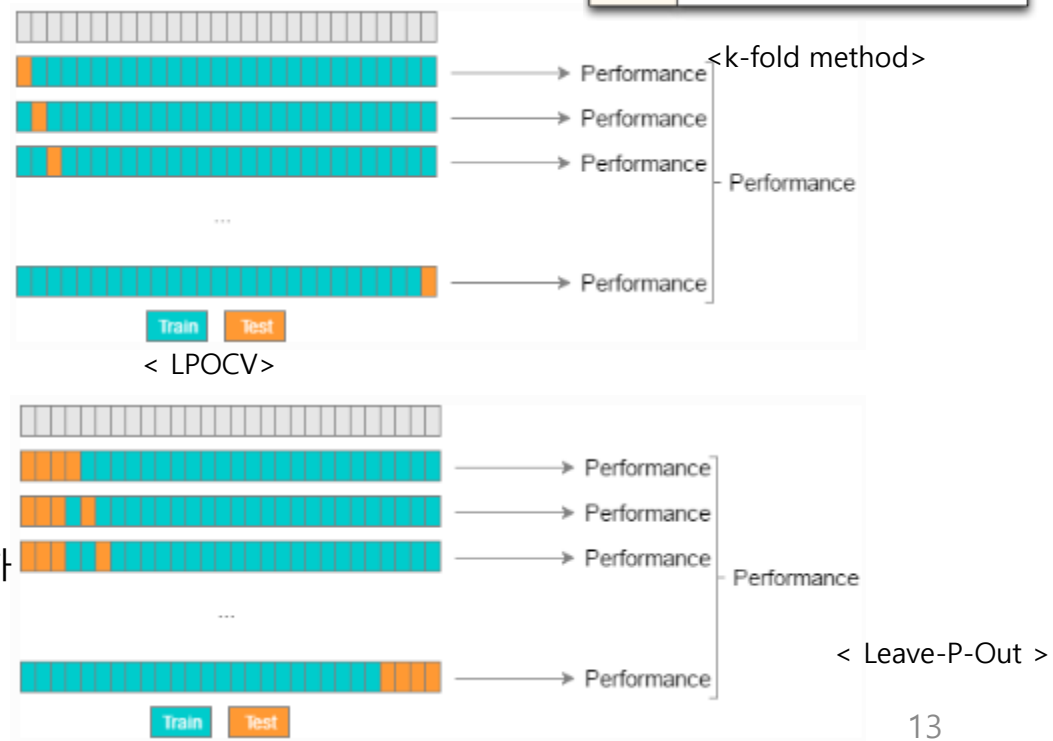 <k-fold method>
Performance
Performance
Performance
Performance
...
Performance
Train Test
< LPOCV>
Performance
Performance
Performance
Performance
...
Performance
< Leave-P-Out >
Train Test
13